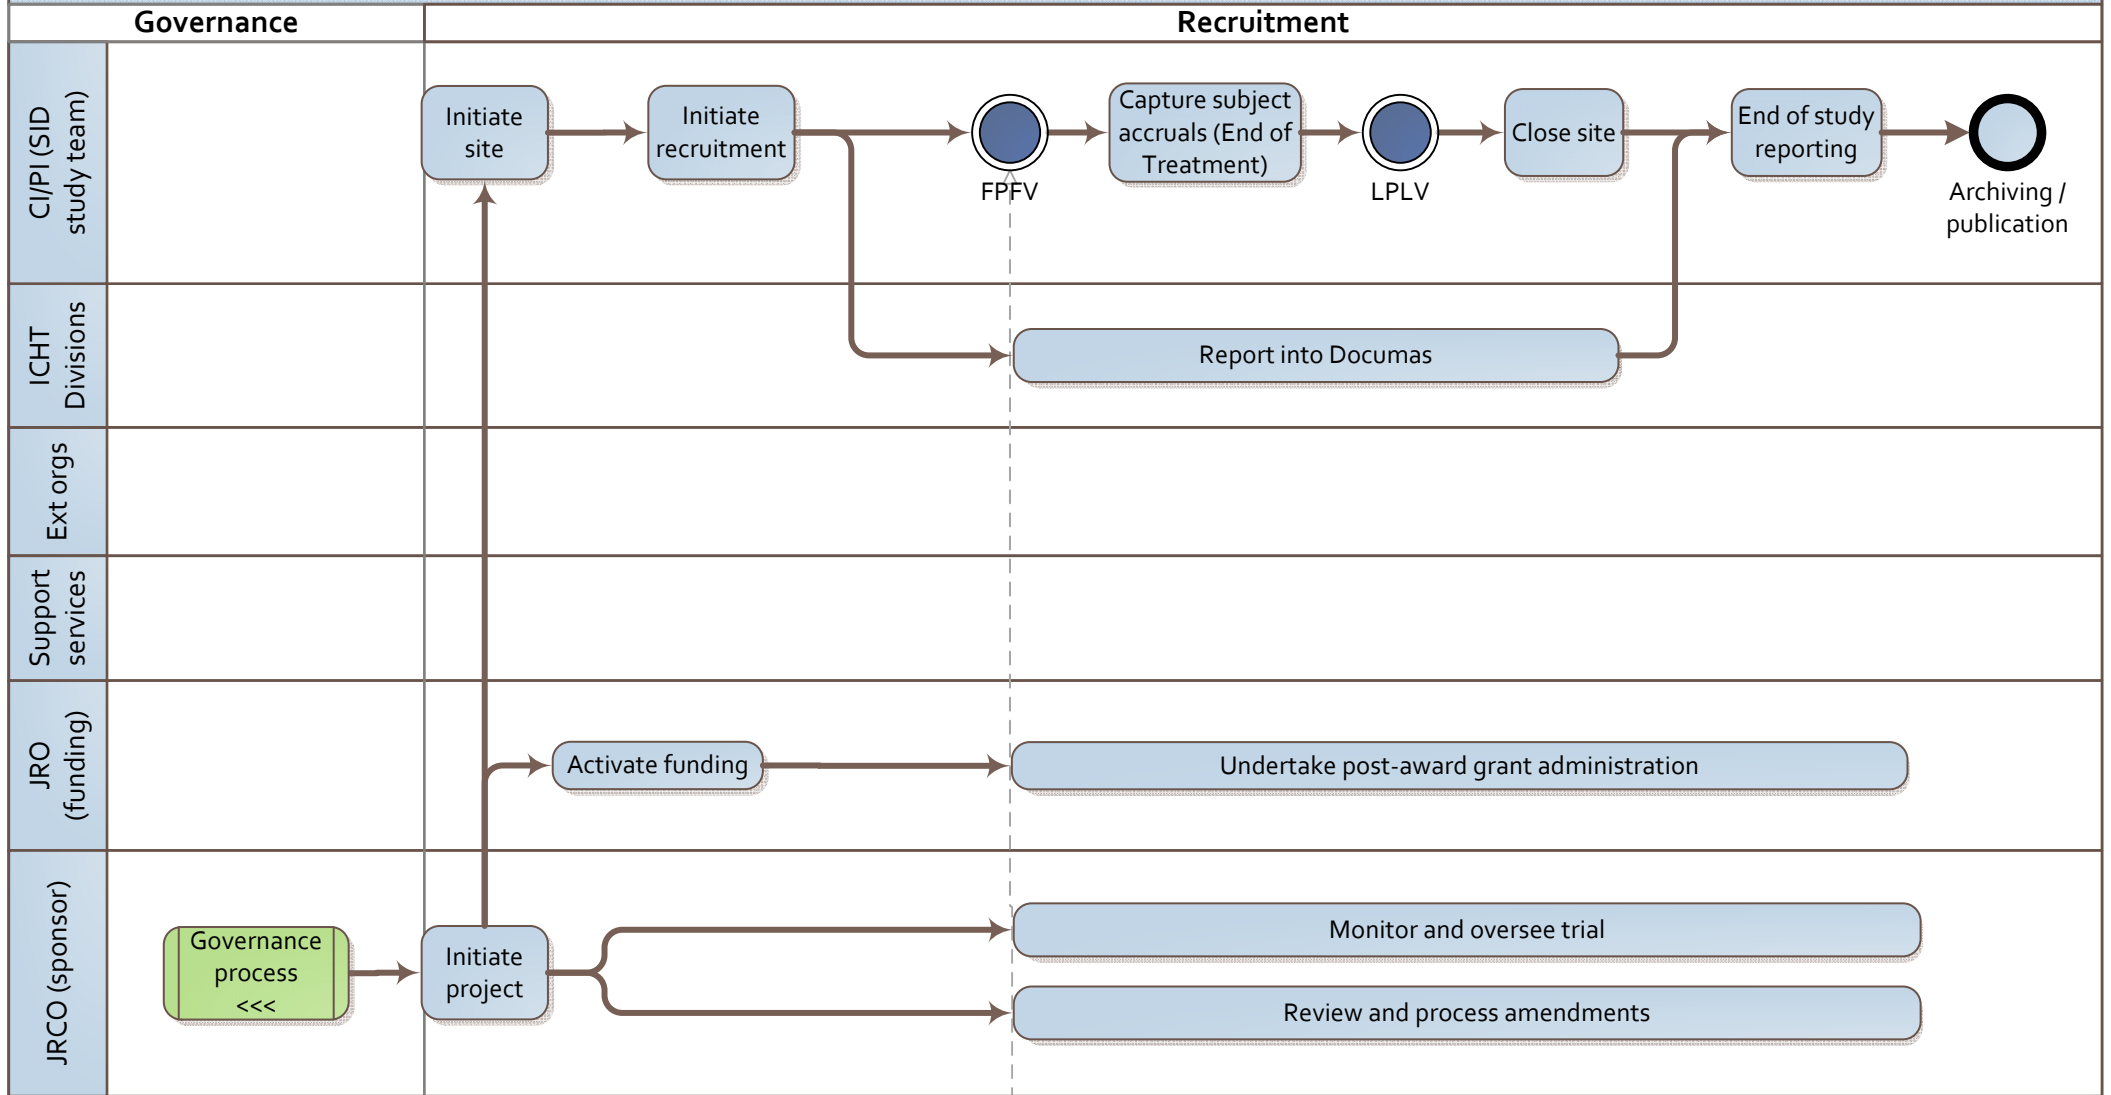 Governance
Recruitment
CI/PI (SID
study team)
Initiate
site
Initiate
recruitment
FPFV
Capture subject
accruals (End of
Treatment)
LPLV
Close site
End of study
reporting
Archiving /
publication
ICHT
Divisions
Report into Documas
Ext orgs
Support
services
JRO
(funding)
Activate funding
Undertake post-award grant administration
JRCO (sponsor)
Governance
process
<<<
Initiate
project
Monitor and oversee trial
Review and process amendments